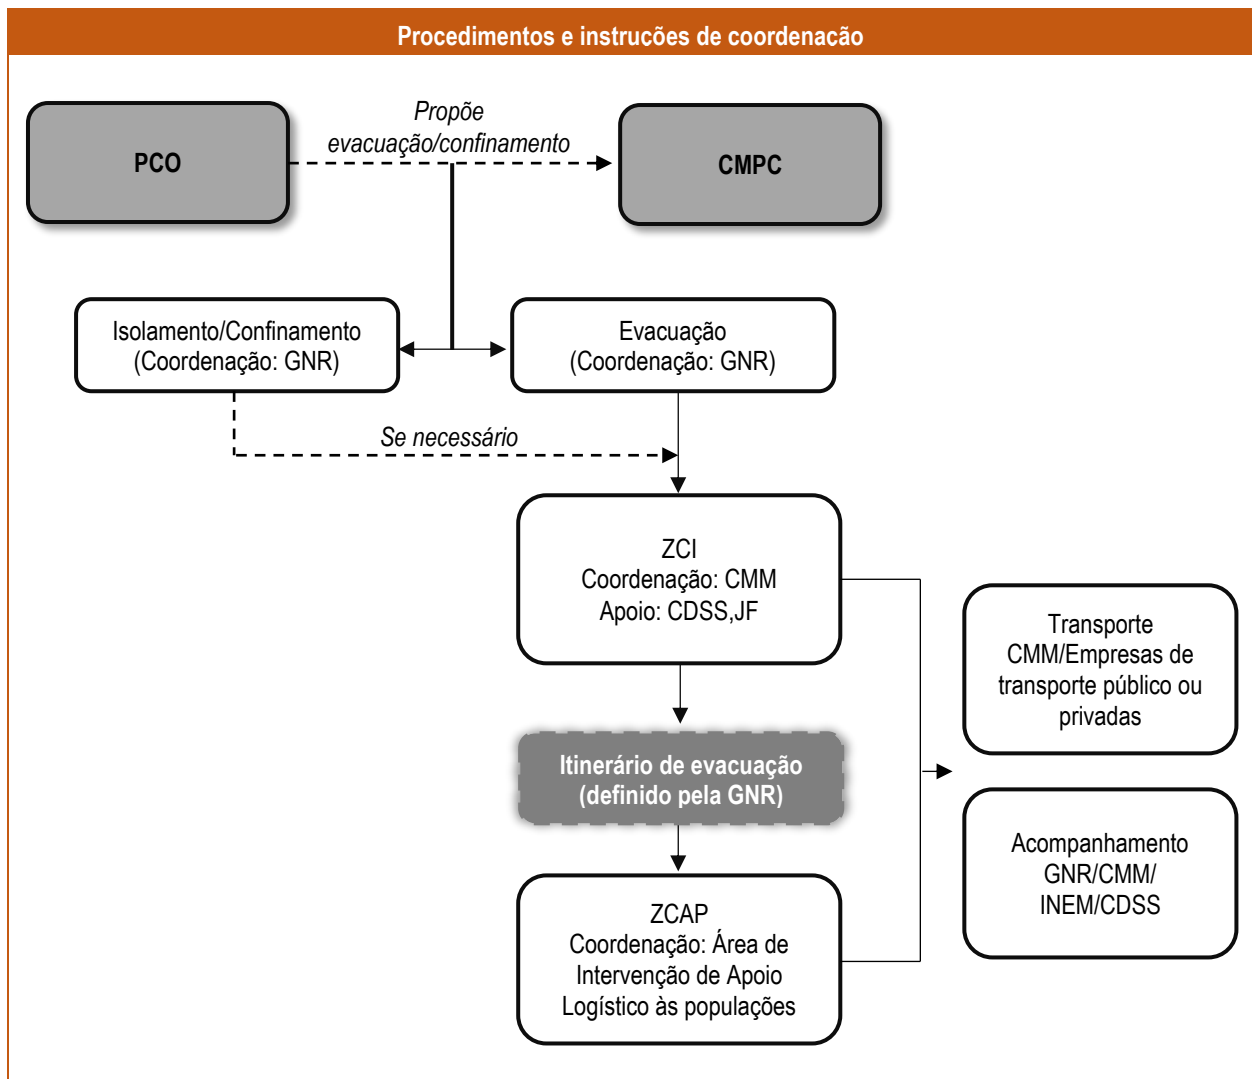 Procedimentos e instruções de coordenação
PCO
Propõe
evacuação/confinamento
CMPC
Isolamento/Confinamento
(Coordenação: GNR)
Evacuação
(Coordenação: GNR)
Se necessário
ZCI
Coordenação: CMM
Apoio: CDSS,JF
Transporte
CMM/Empresas de
transporte público ou
privadas
Itinerário de evacuação
(definido pela GNR)
Acompanhamento
GNR/CMM/
INEM/CDSS
ZCAP
Coordenação: Área de
Intervenção de Apoio
Logístico às populações